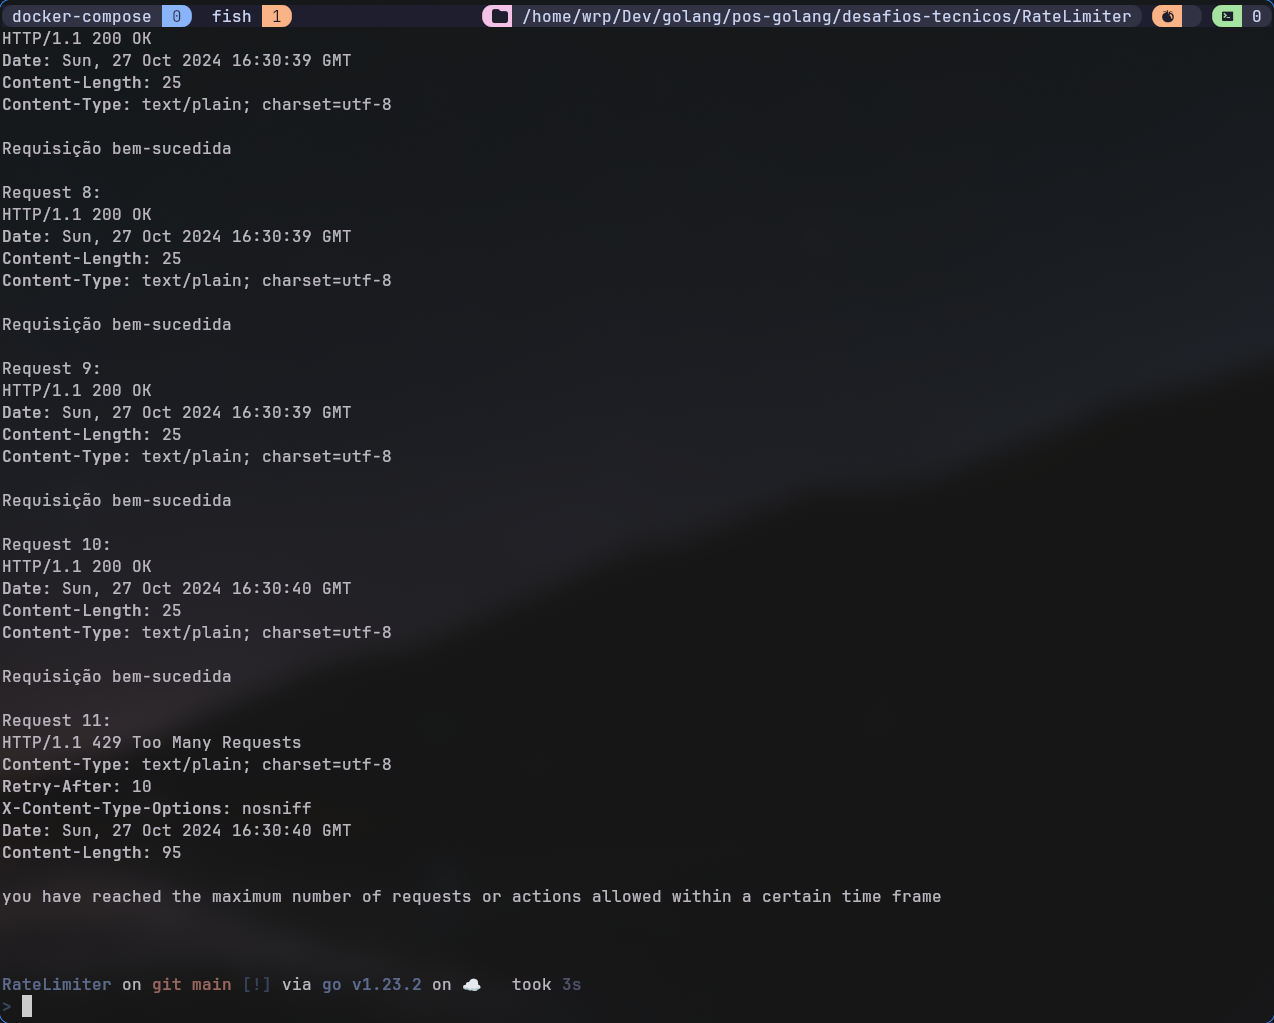 docker-compose 0 fish 1 /home/wrp/Dev/golang/pos-golang/desafios-tecnicos/RateLimiter 0
HTTP/1.1 200 OK
Date: Sun, 27 Oct 2024 16:30:39 GMT
Content-Length: 25
Content-Type: text/plain; charset=utf-8
Requisição bem-sucedida
Request 8:
HTTP/1.1 200 OK
Date: Sun, 27 Oct 2024 16:30:39 GMT
Content-Length: 25
Content-Type: text/plain; charset=utf-8
Requisição bem-sucedida
Request 9:
HTTP/1.1 200 OK
Date: Sun, 27 Oct 2024 16:30:39 GMT
Content-Length: 25
Content-Type: text/plain; charset=utf-8
Requisição bem-sucedida
Request 10:
HTTP/1.1 200 OK
Date: Sun, 27 Oct 2024 16:30:40 GMT
Content-Length: 25
Content-Type: text/plain; charset=utf-8
Requisição bem-sucedida
Request 11:
HTTP/1.1 429 Too Many Requests
Content-Type: text/plain; charset=utf-8
Retry-After: 10
X-Content-Type-Options: nosniff
Date: Sun, 27 Oct 2024 16:30:40 GMT
Content-Length: 95
you have reached the maximum number of requests or actions allowed within a certain time frame
RateLimiter on git main [!] via go v1.23.2 on ☁️ took 3s
>